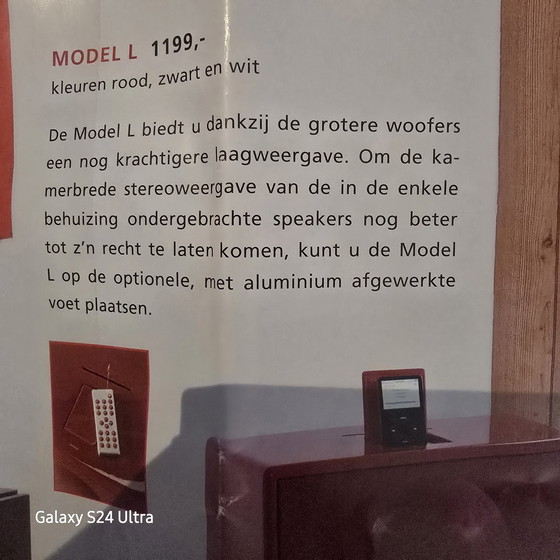 MODEL L 1199,-
kleuren rood, zwart en wit
De Model L biedt u dankzij de grotere woofers
een nog krachtigere laagweergave. Om de ka-
merbrede stereoweergave van de in de enkele
behuizing ondergebrachte speakers nog beter
tot z'n recht te laten komen, kunt u de Model
L op de optionele, met aluminium afgewerkte
voet plaatsen.
Galaxy S24 Ultra